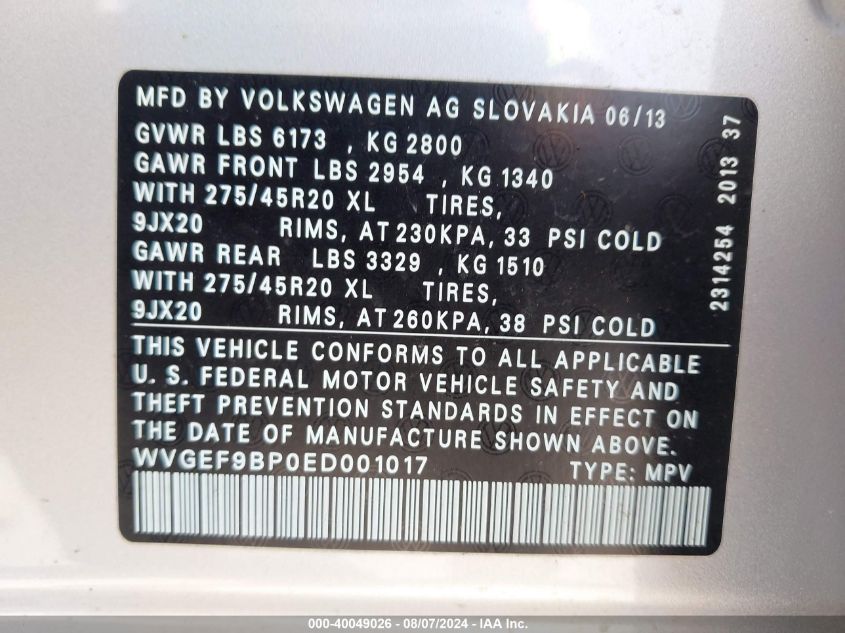 MFD BY VOLKSWAGEN AG SLOVAKIA 06/13
GVWR LBS 6173 , KG 2800
GAWR FRONT LBS 2954 , KG 1340
WITH 275/45R20 XL TIRES,
9JX20 RIMS, AT 230KPA, 33 PSI COLD
GAWR REAR LBS 3329 , KG 1510
WITH 275/45R20 XL TIRES,
9JX20 RIMS, AT 260KPA, 38 PSI COLD
THIS VEHICLE CONFORMS TO ALL APPLICABLE
U. S. FEDERAL MOTOR VEHICLE SAFETY AND
THEFT PREVENTION STANDARDS IN EFFECT ON
THE DATE OF MANUFACTURE SHOWN ABOVE.
WVGEF9BP0ED001017 TYPE: MPV
2314254 2013 37
000-40049026 - 08/07/2024 - IAA Inc.